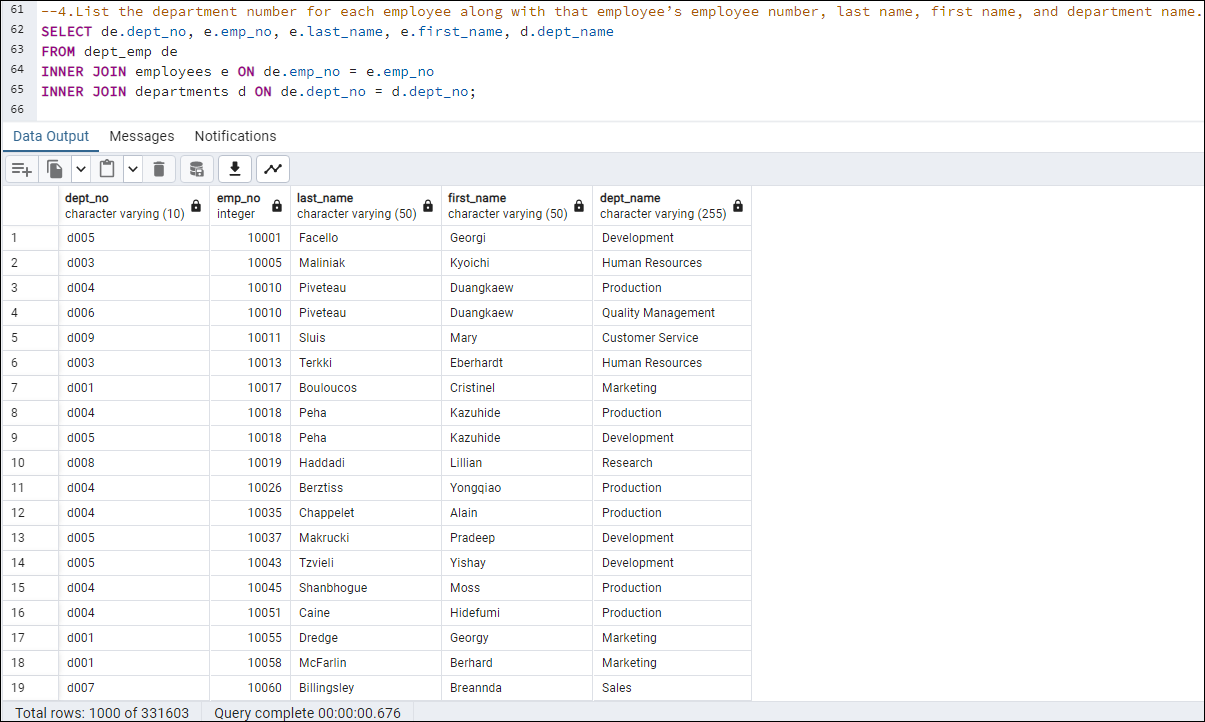 61 --4.List the department number for each employee along with that employee’s employee number, last name, first name, and department name.
62 SELECT de.dept_no, e.emp_no, e.last_name, e.first_name, d.dept_name
63 FROM dept_emp de
64 INNER JOIN employees e ON de.emp_no = e.emp_no
65 INNER JOIN departments d ON de.dept_no = d.dept_no;
66
Data Output Messages Notifications
dept_no emp_no last_name first_name dept_name
character varying (10) integer character varying (50) character varying (50) character varying (255)
1 d005 10001 Facello Georgi Development
2 d003 10005 Maliniak Kyoichi Human Resources
3 d004 10010 Piveteau Duangkaew Production
4 d006 10010 Piveteau Duangkaew Quality Management
5 d009 10011 Sluis Mary Customer Service
6 d003 10013 Terkki Eberhardt Human Resources
7 d001 10017 Bouloucos Cristinel Marketing
8 d004 10018 Peha Kazuhide Production
9 d005 10018 Peha Kazuhide Development
10 d008 10019 Haddadi Lillian Research
11 d004 10026 Berztiss Yongqiao Production
12 d004 10035 Chappelet Alain Production
13 d005 10037 Makrucki Pradeep Development
14 d005 10043 Tzvieli Yishay Development
15 d004 10045 Shanbhogue Moss Production
16 d004 10051 Caine Hidefumi Production
17 d001 10055 Dredge Georgy Marketing
18 d001 10058 McFarlin Berhard Marketing
19 d007 10060 Billingsley Breannda Sales
Total rows: 1000 of 331603 Query complete 00:00:00.676